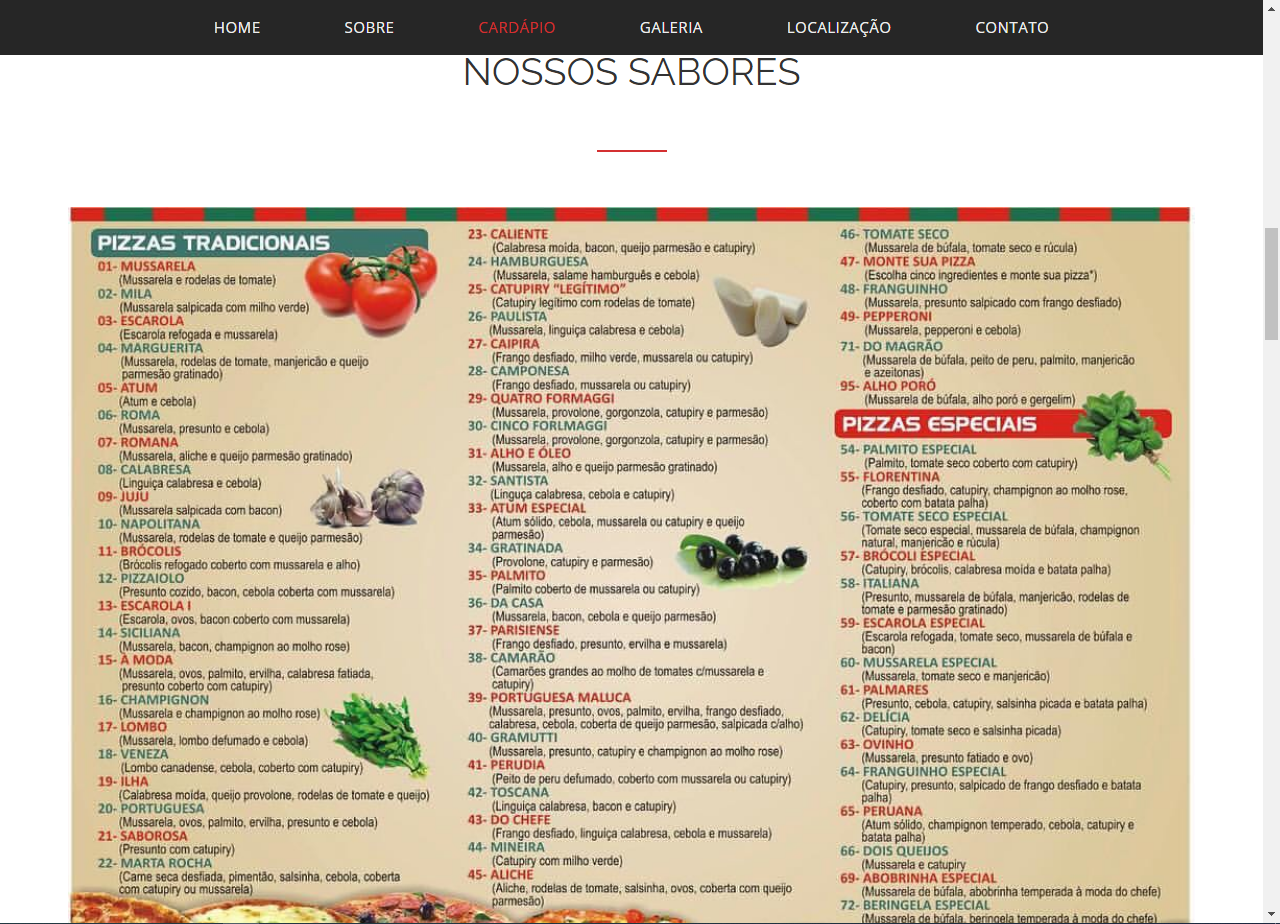 HOME SOBRE CARDÁPIO GALERIA LOCALIZAÇÃO CONTATO
NOSSOS SABORES
PIZZAS TRADICIONAIS
01- MUSSARELA
(Mussarela e rodelas de tomate)
02- MILA
(Mussarela salpicada com milho verde)
03- ESCAROLA
(Escarola refogada e mussarela)
04- MARGUERITA
(Mussarela, rodelas de tomate, manjericão e queijo
parmesão gratinado)
05- ATUM
(Atum e cebola)
06- ROMA
(Mussarela, presunto e cebola)
07- ROMANA
(Mussarela, aliche e queijo parmesão gratinado)
08- CALABRESA
(Linguiça calabresa e cebola)
09- JUJU
(Mussarela salpicada com bacon)
10- NAPOLITANA
(Mussarela, rodelas de tomate e queijo parmesão)
11- BRÓCOLIS
(Brócolis refogado coberto com mussarela e alho)
12- PIZZAIOLO
(Presunto cozido, bacon, cebola coberta com mussarela)
13- ESCAROLA I
(Escarola, ovos, bacon coberto com mussarela)
14- SICILIANA
(Mussarela, bacon, champignon ao molho rose)
15- À MODA
(Mussarela, ovos, palmito, ervilha, calabresa fatiada,
presunto coberto com catupiry)
16- CHAMPIGNON
(Mussarela e champignon ao molho rose)
17- LOMBO
(Mussarela, lombo defumado e cebola)
18- VENEZA
(Lombo canadense, cebola, coberto com catupiry)
19- ILHA
(Calabresa moída, queijo provolone, rodelas de tomate e queijo)
20- PORTUGUESA
(Mussarela, ovos, palmito, ervilha, presunto e cebola)
21- SABOROSA
(Presunto com catupiry)
22- MARTA ROCHA
(Carne seca desfiada, pimentão, salsinha, cebola, coberta
com catupiry ou mussarela)
23- CALIENTE
(Calabresa moída, bacon, queijo parmesão e catupiry)
24- HAMBURGUESA
(Mussarela, salame hamburguês e cebola)
25- CATUPIRY “LEGÍTIMO”
(Catupiry legítimo com rodelas de tomate)
26- PAULISTA
(Mussarela, linguiça calabresa e cebola)
27- CAIPIRA
(Frango desfiado, milho verde, mussarela ou catupiry)
28- CAMPONESA
(Frango desfiado, mussarela ou catupiry)
29- QUATRO FORMAGGI
(Mussarela, provolone, gorgonzola, catupiry e parmesão)
30- CINCO FORLMAGGI
(Mussarela, provolone, gorgonzola, catupiry e parmesão)
31- ALHO E ÓLEO
(Mussarela, alho e queijo parmesão gratinado)
32- SANTISTA
(Linguça calabresa, cebola e catupiry)
33- ATUM ESPECIAL
(Atum sólido, cebola, mussarela ou catupiry e queijo
parmesão)
34- GRATINADA
(Provolone, catupiry e parmesão)
35- PALMITO
(Palmito coberto de mussarela ou catupiry)
36- DA CASA
(Mussarela, bacon, cebola e queijo parmesão)
37- PARISIENSE
(Frango desfiado, presunto, ervilha e mussarela)
38- CAMARÃO
(Camarões grandes ao molho de tomates c/mussarela e
catupiry)
39- PORTUGUESA MALUCA
(Mussarela, presunto, ovos, palmito, ervilha, frango desfiado,
calabresa, cebola, coberta de queijo parmesão, salpicada c/alho)
40- GRAMUTTI
(Mussarela, presunto, catupiry e champignon ao molho rose)
41- PERUDIA
(Peito de peru defumado, coberto com mussarela ou catupiry)
42- TOSCANA
(Linguiça calabresa, bacon e catupiry)
43- DO CHEFE
(Frango desfiado, linguiça calabresa, cebola e mussarela)
44- MINEIRA
(Catupiry com milho verde)
45- ALICHE
(Aliche, rodelas de tomate, salsinha, ovos, coberta com queijo
parmesão)
46- TOMATE SECO
(Mussarela de búfala, tomate seco e rúcula)
47- MONTE SUA PIZZA
(Escolha cinco ingredientes e monte sua pizza*)
48- FRANGUINHO
(Mussarela, presunto salpicado com frango desfiado)
49- PEPPERONI
(Mussarela, pepperoni e cebola)
71- DO MAGRÃO
(Mussarela de búfala, peito de peru, palmito, manjericão
e azeitonas)
95- ALHO PORÓ
(Mussarela de búfala, alho poró e gergelim)
PIZZAS ESPECIAIS
54- PALMITO ESPECIAL
(Palmito, tomate seco coberto com catupiry)
55- FLORENTINA
(Frango desfiado, catupiry, champignon ao molho rose,
coberto com batata palha)
56- TOMATE SECO ESPECIAL
(Tomate seco especial, mussarela de búfala, champignon
natural, manjericão e rúcula)
57- BRÓCOLI ESPECIAL
(Catupiry, brócolis, calabresa moída e batata palha)
58- ITALIANA
(Presunto, mussarela de búfala, manjericão, rodelas de
tomate e parmesão gratinado)
59- ESCAROLA ESPECIAL
(Escarola refogada, tomate seco, mussarela de búfala e
bacon)
60- MUSSARELA ESPECIAL
(Mussarela, tomate seco e manjericão)
61- PALMARES
(Presunto, cebola, catupiry, salsinha picada e batata palha)
62- DELÍCIA
(Catupiry, tomate seco e salsinha picada)
63- OVINHO
(Mussarela, presunto fatiado e ovo)
64- FRANGUINHO ESPECIAL
(Catupiry, presunto, salpicado de frango desfiado e batata
palha)
65- PERUANA
(Atum sólido, champignon temperado, cebola, catupiry e
batata palha)
66- DOIS QUEIJOS
(Mussarela e catupiry
69- ABOBRINHA ESPECIAL
(Mussarela de búfala, abobrinha temperada à moda do chefe)
72- BERINGELA ESPECIAL
(Mussarela de búfala, beringela temperada à moda do chefe)